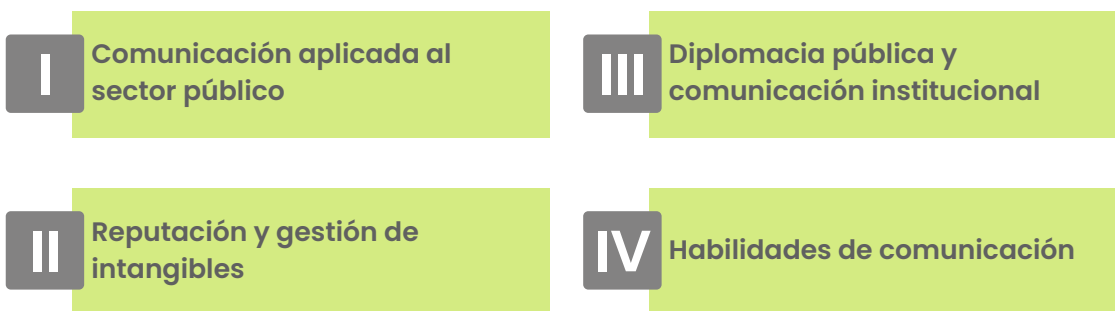 I
Comunicación aplicada al
sector público
II
Reputación y gestión de
intangibles
III
Diplomacia pública y
comunicación institucional
IV
Habilidades de comunicación